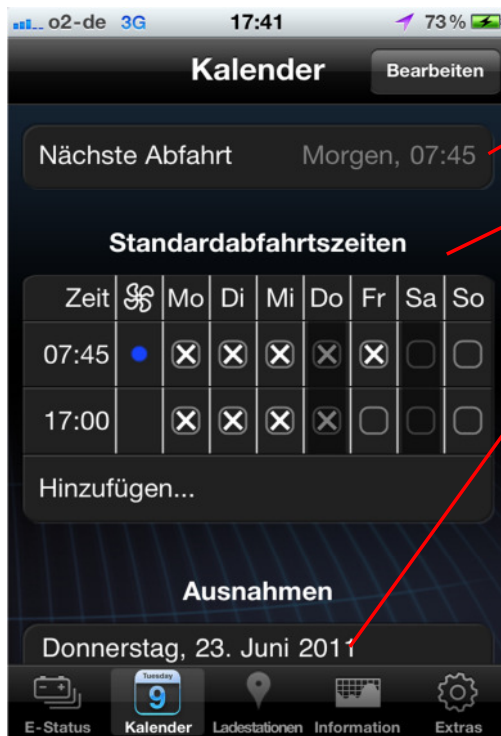 o2-de 3G 17:41 73 %
Kalender Bearbeiten
Nächste Abfahrt Morgen, 07:45
Standardabfahrtszeiten
Zeit Mo Di Mi Do Fr Sa So
07:45
17:00
Hinzufügen...
Ausnahmen
Donnerstag, 23. Juni 2011
Tuesday
9
E-Status Kalender Ladestationen Information Extras